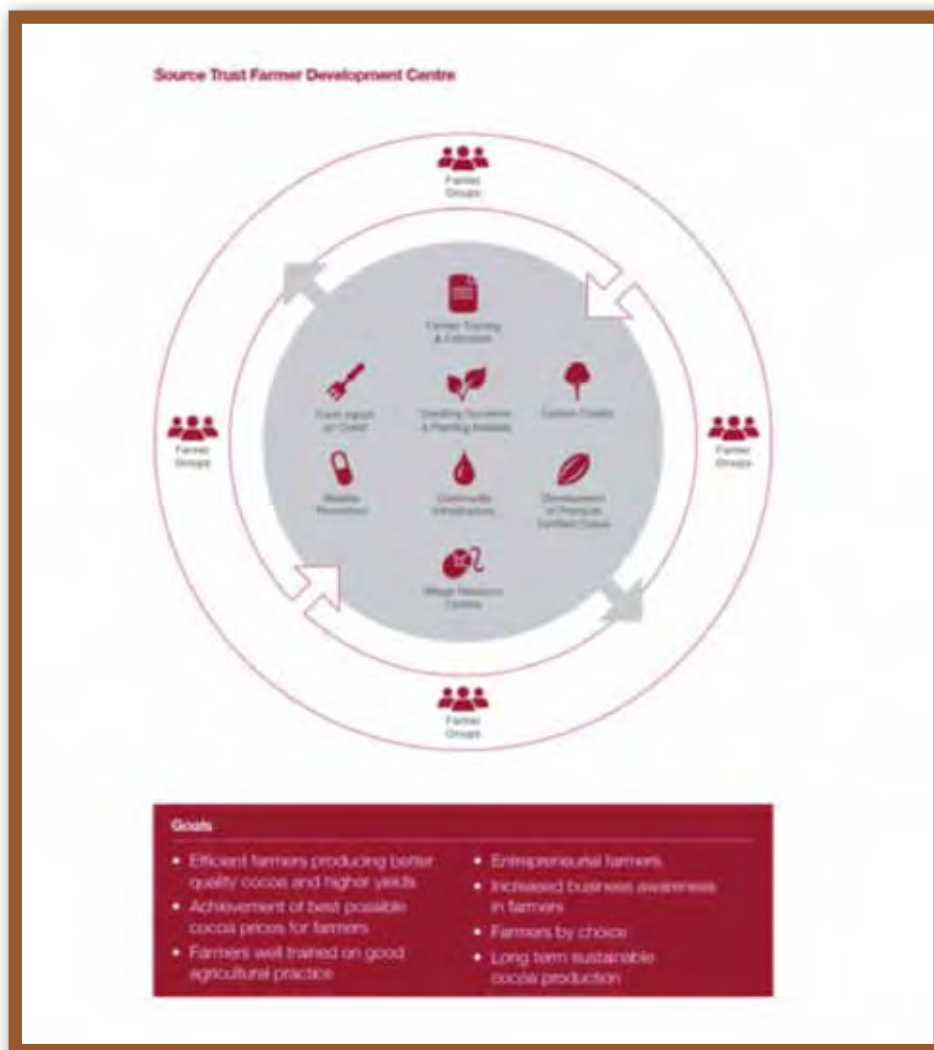 Source Trust Farmer Development Centre
Farmer
Groups
Farmer Training
& Extension
Farm Inputs
on Credit
Seedling Nurseries
& Planting Material
Carbon Credits
Farmer
Groups
Farmer
Groups
Malaria
Prevention
Community
Infrastructure
Development
of Premium
Certified Cocoa
Village Resource
Centres
Farmer
Groups
Goals
• Efficient farmers producing better
quality cocoa and higher yields
• Achievement of best possible
cocoa prices for farmers
• Farmers well trained on good
agricultural practice
• Entrepreneurial farmers
• Increased business awareness
in farmers
• Farmers by choice
• Long term sustainable
cocoa production